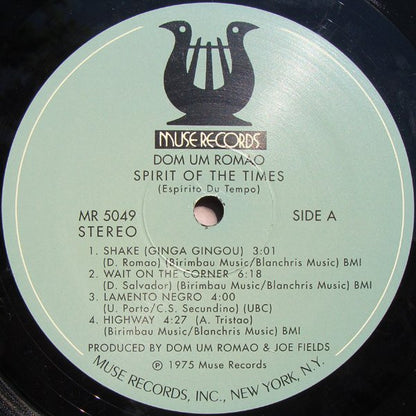 MUSE RECORDS
DOM UM ROMAO
SPIRIT OF THE TIMES
(Espirito Du Tempo)
MR 5049
STEREO
SIDE A
1. SHAKE (GINGA GINGOU) 3:01
(D. Romao) (Birimbau Music/Blanchris Music) BMI
2. WAIT ON THE CORNER 6:18
(D. Salvador) (Birimbau Music/Blanchris Music) BMI
3. LAMENTO NEGRO 4:00
(U. Porto/C.S. Secundino) (UBC)
4. HIGHWAY 4:27 (A. Tristao)
(Birimbau Music/Blanchris Music) BMI
PRODUCED BY DOM UM ROMAO & JOE FIELDS
Ⓟ 1975 Muse Records
MUSE RECORDS, INC., NEW YORK, N.Y.